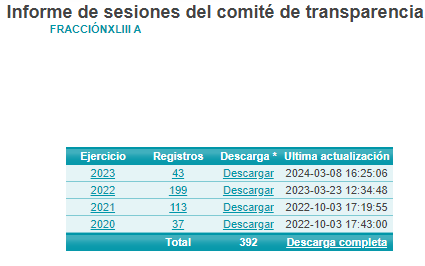 Informe de sesiones del comité de transparencia
FRACCIÓNXLIII A
Ejercicio Registros Descarga * Ultima actualización
2023 43 Descargar 2024-03-08 16:25:06
2022 199 Descargar 2023-03-23 12:34:48
2021 113 Descargar 2022-10-03 17:19:55
2020 37 Descargar 2022-10-03 17:43:00
Total 392 Descarga completa